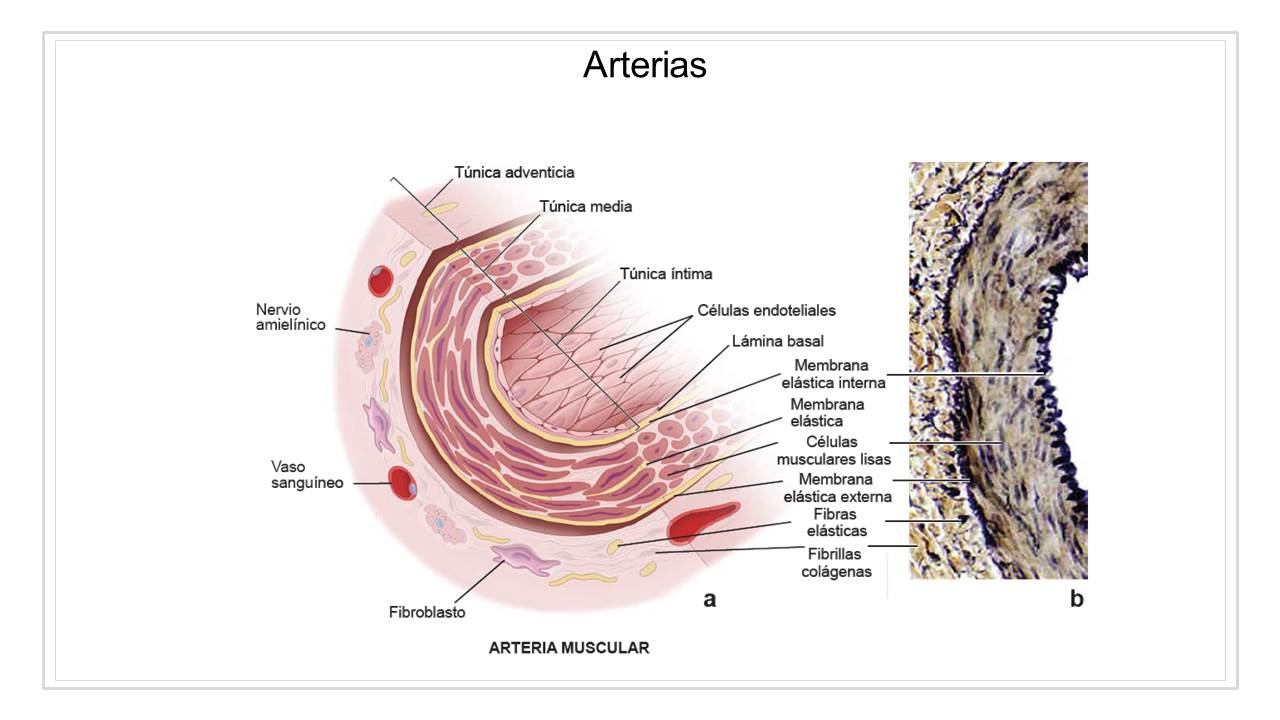 Arterias
Túnica adventicia
Túnica media
Túnica íntima
Células endoteliales
Lámina basal
Membrana
elástica interna
Membrana
elástica
Células
musculares lisas
Membrana
elástica externa
Fibras
elásticas
Fibrillas
colágenas
Nervio
amielínico
Vaso
sanguíneo
Fibroblasto
a
b
ARTERIA MUSCULAR